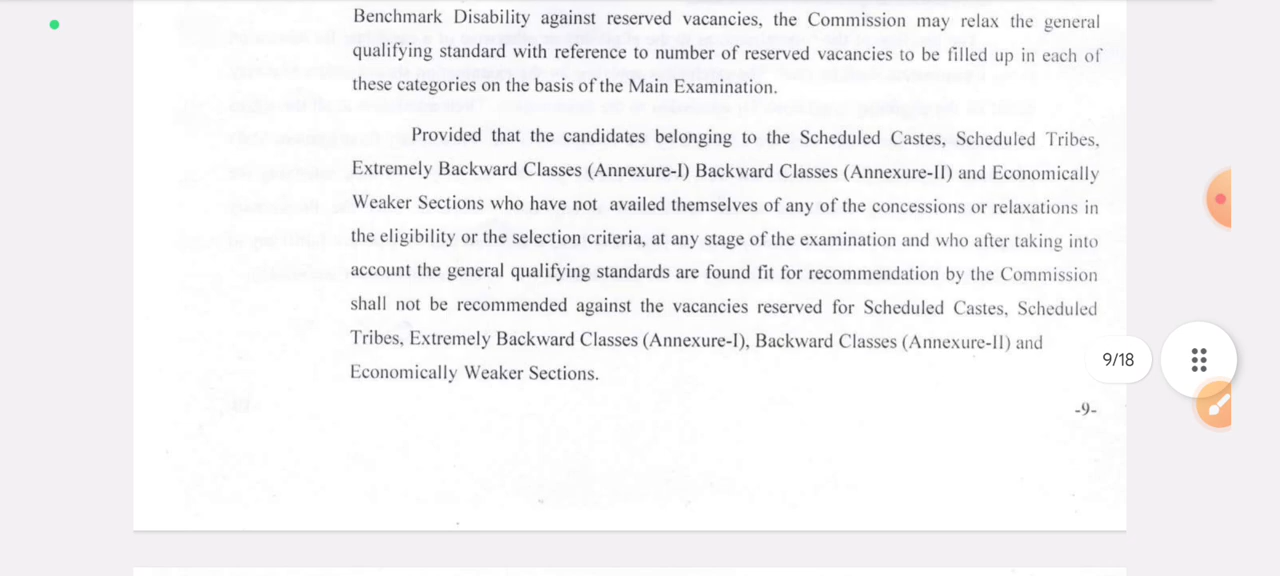 Benchmark Disability against reserved vacancies, the Commission may relax the general
qualifying standard with reference to number of reserved vacancies to be filled up in each of
these categories on the basis of the Main Examination.
Provided that the candidates belonging to the Scheduled Castes, Scheduled Tribes,
Extremely Backward Classes (Annexure-I) Backward Classes (Annexure-II) and Economically
Weaker Sections who have not availed themselves of any of the concessions or relaxations in
the eligibility or the selection criteria, at any stage of the examination and who after taking into
account the general qualifying standards are found fit for recommendation by the Commission
shall not be recommended against the vacancies reserved for Scheduled Castes, Scheduled
Tribes, Extremely Backward Classes (Annexure-I), Backward Classes (Annexure-II) and
Economically Weaker Sections.
9/18
-9-